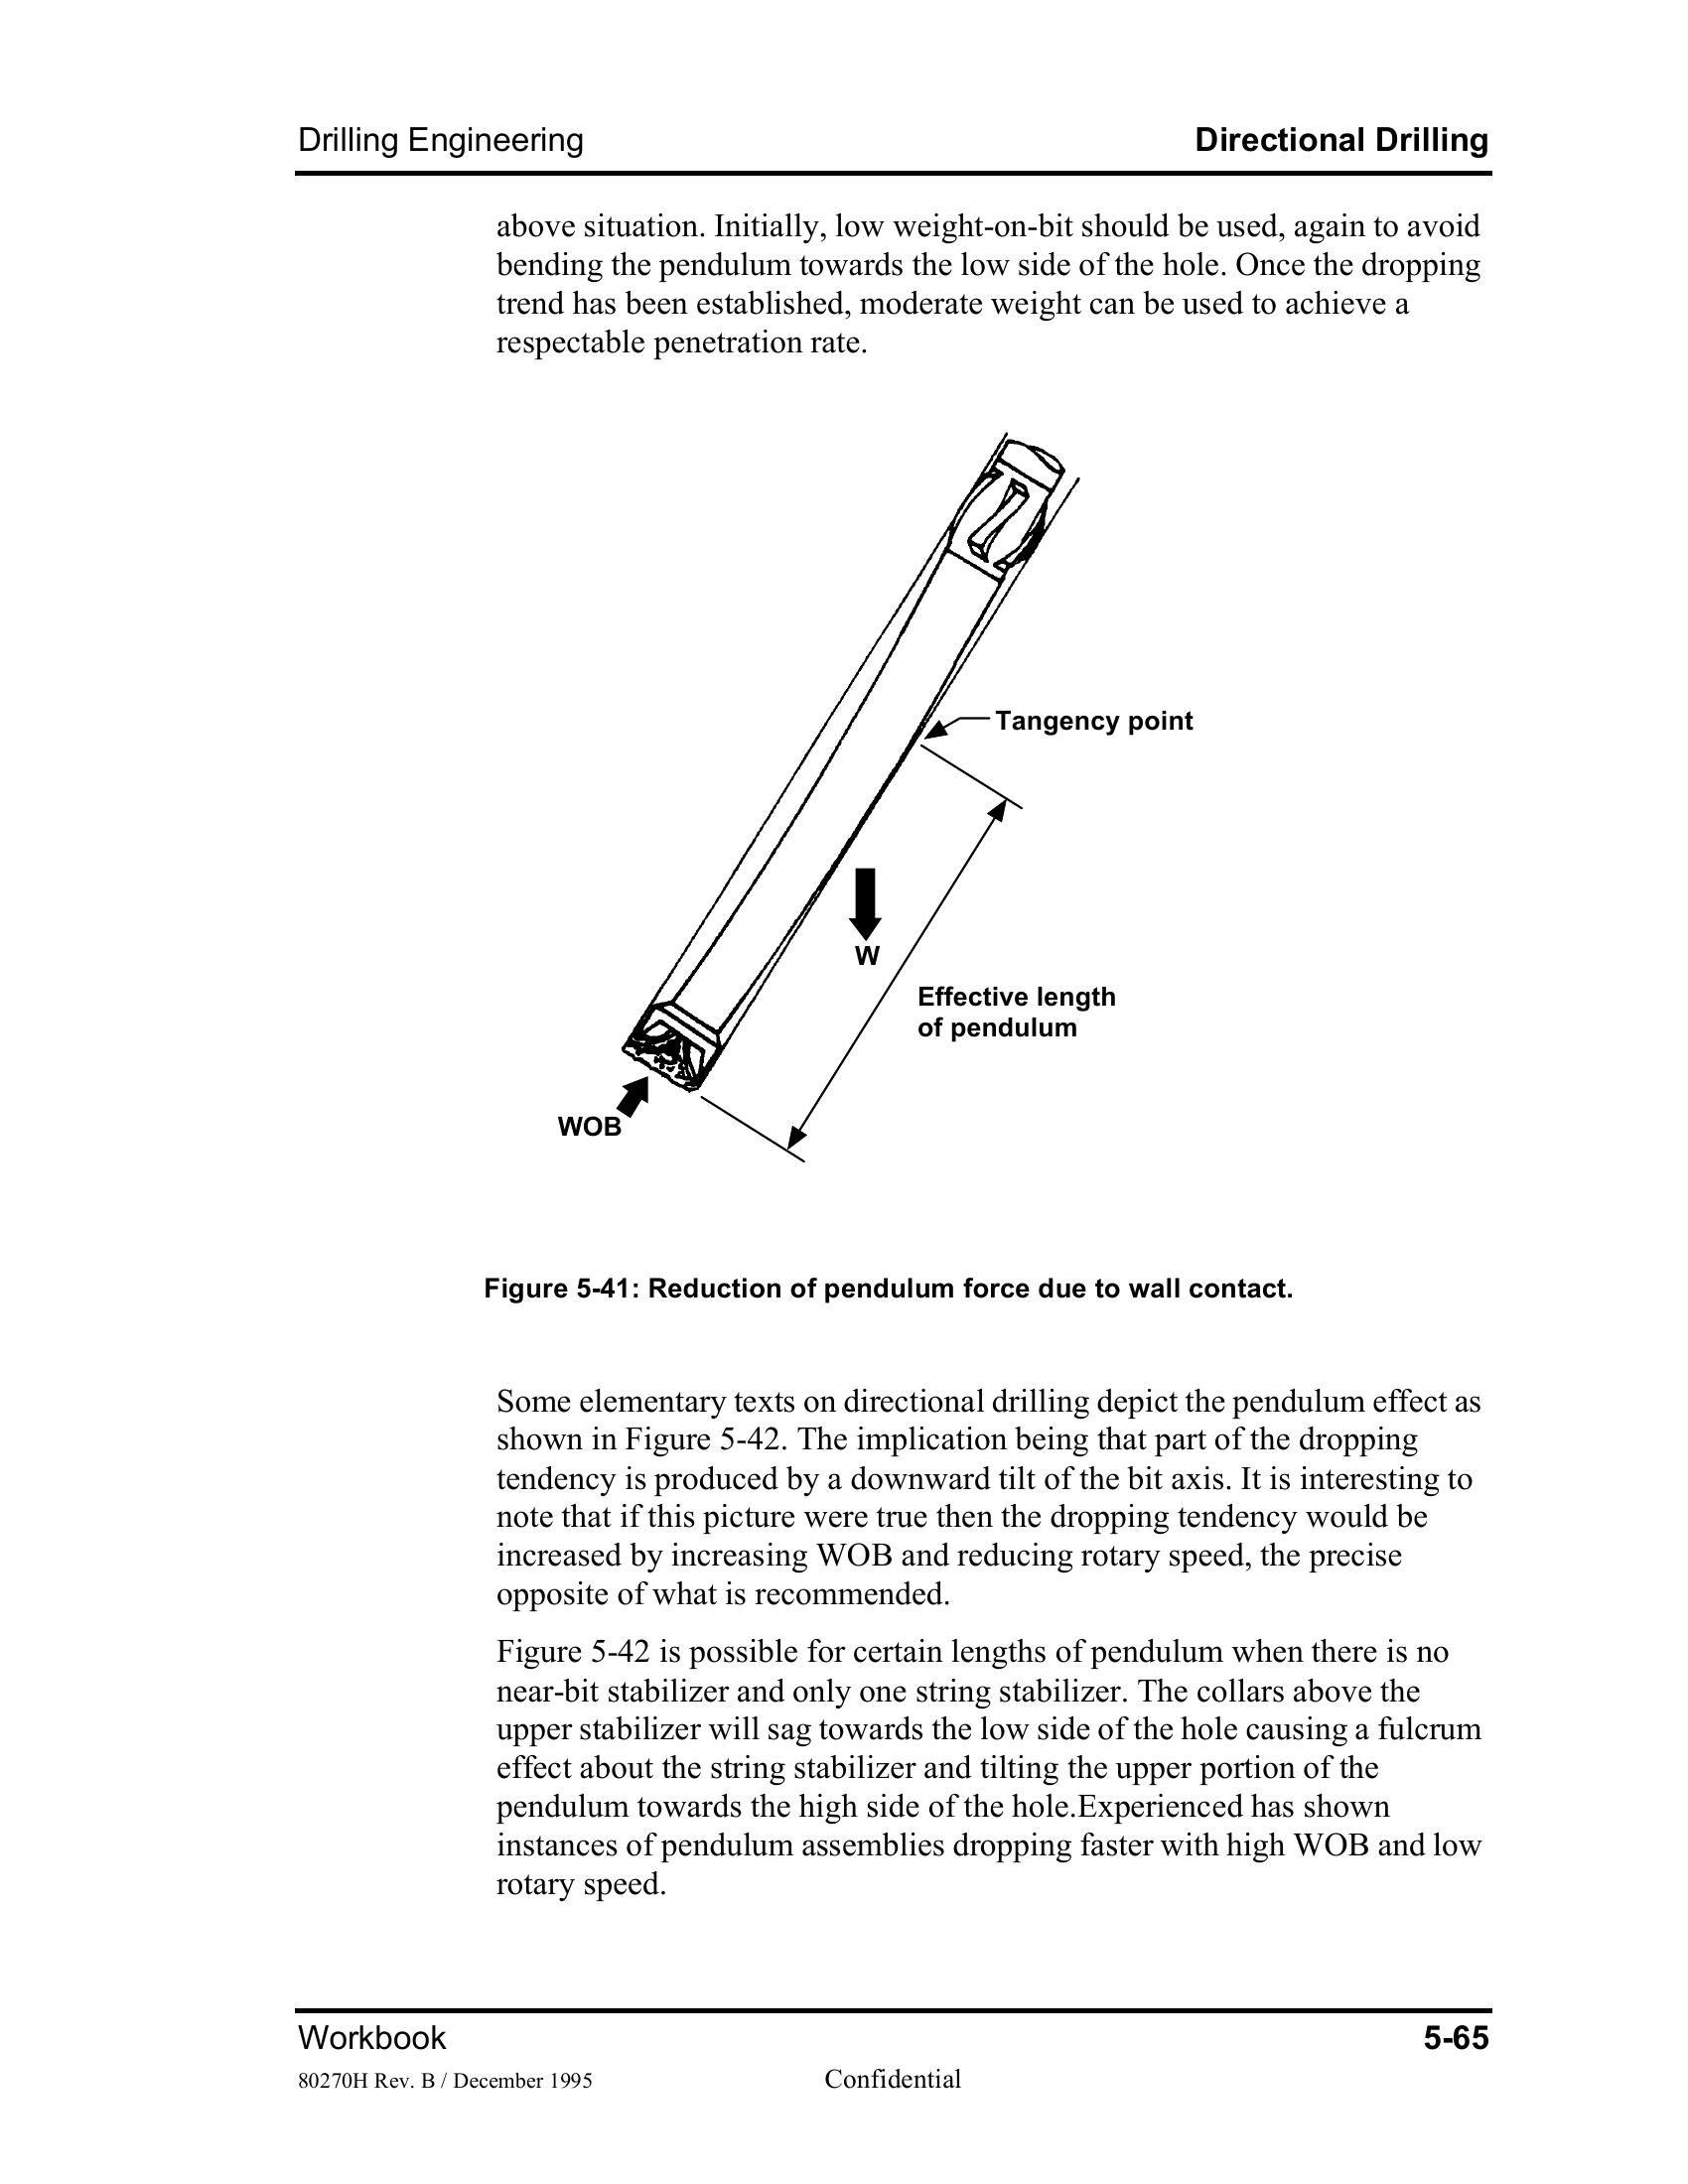 Drilling Engineering
Directional Drilling
above situation. Initially, low weight-on-bit should be used, again to avoid
bending the pendulum towards the low side of the hole. Once the dropping
trend has been established, moderate weight can be used to achieve a
respectable penetration rate.
Tangency point
W
Effective length
of pendulum
WOB
Figure 5-41: Reduction of pendulum force due to wall contact.
Some elementary texts on directional drilling depict the pendulum effect as
shown in Figure 5-42. The implication being that part of the dropping
tendency is produced by a downward tilt of the bit axis. It is interesting to
note that if this picture were true then the dropping tendency would be
increased by increasing WOB and reducing rotary speed, the precise
opposite of what is recommended.
Figure 5-42 is possible for certain lengths of pendulum when there is no
near-bit stabilizer and only one string stabilizer. The collars above the
upper stabilizer will sag towards the low side of the hole causing a fulcrum
effect about the string stabilizer and tilting the upper portion of the
pendulum towards the high side of the hole.Experienced has shown
instances of pendulum assemblies dropping faster with high WOB and low
rotary speed.
Workbook
5-65
80270H Rev. B / December 1995
Confidential